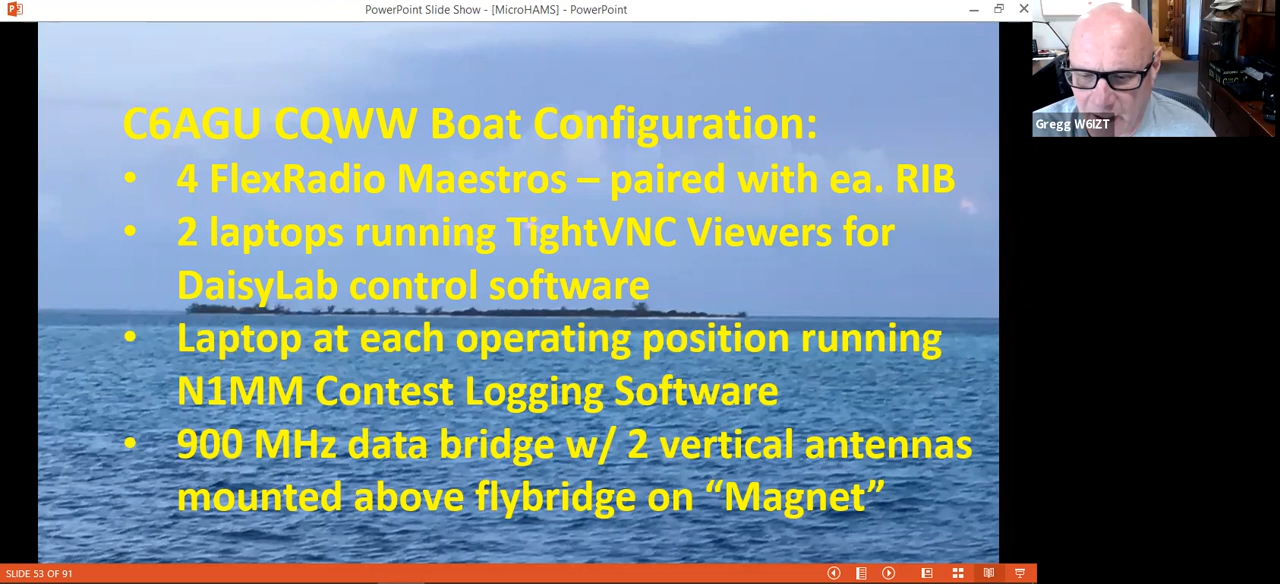 PowerPoint Slide Show - [MicroHAMS] - PowerPoint
C6AGU CQWW Boat Configuration:
• 4 FlexRadio Maestros – paired with ea. RIB
• 2 laptops running TightVNC Viewers for
DaisyLab control software
• Laptop at each operating position running
N1MM Contest Logging Software
• 900 MHz data bridge w/ 2 vertical antennas
mounted above flybridge on “Magnet”
Gregg W6IZT
SLIDE 53 OF 91